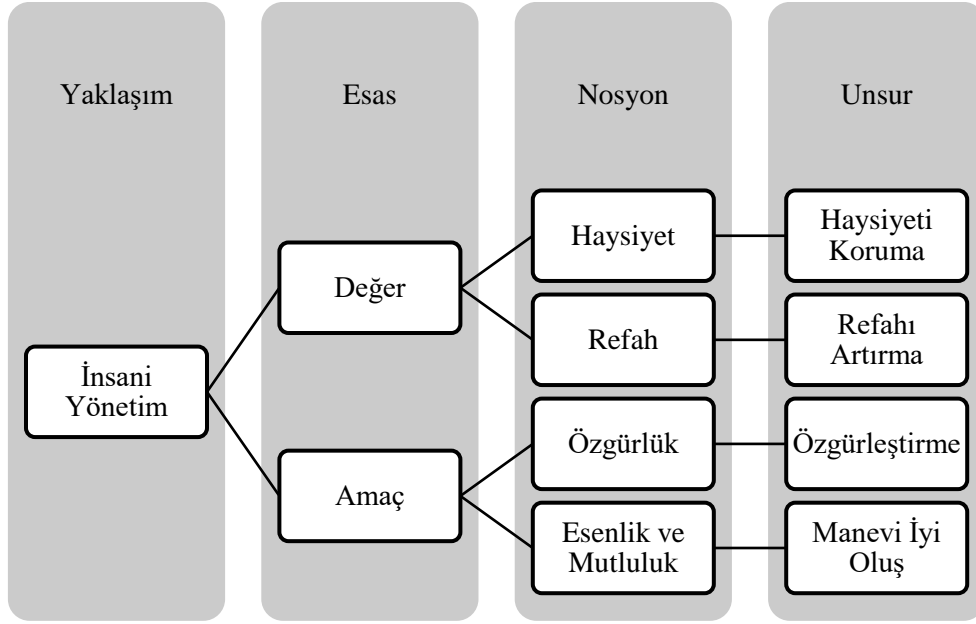 Yaklaşım
Esas
Nosyon
Unsur
İnsani
Yönetim
Değer
Amaç
Haysiyet
Refah
Özgürlük
Esenlik ve
Mutluluk
Haysiyeti
Koruma
Refahı
Artırma
Özgürleştirme
Manevi İyi
Oluş